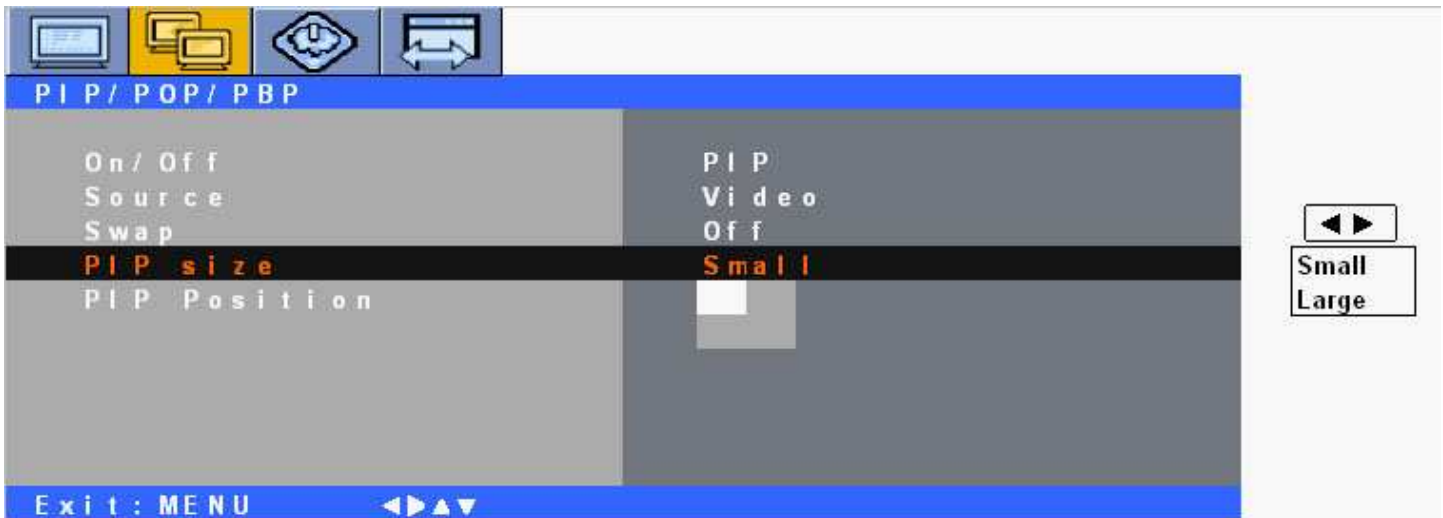 PIP/POP/PBP
On/Off PIP
Source Video
Swap Off
PIP size Small
PIP Position
Small
Large
Exit:MENU ◀▶▲▼